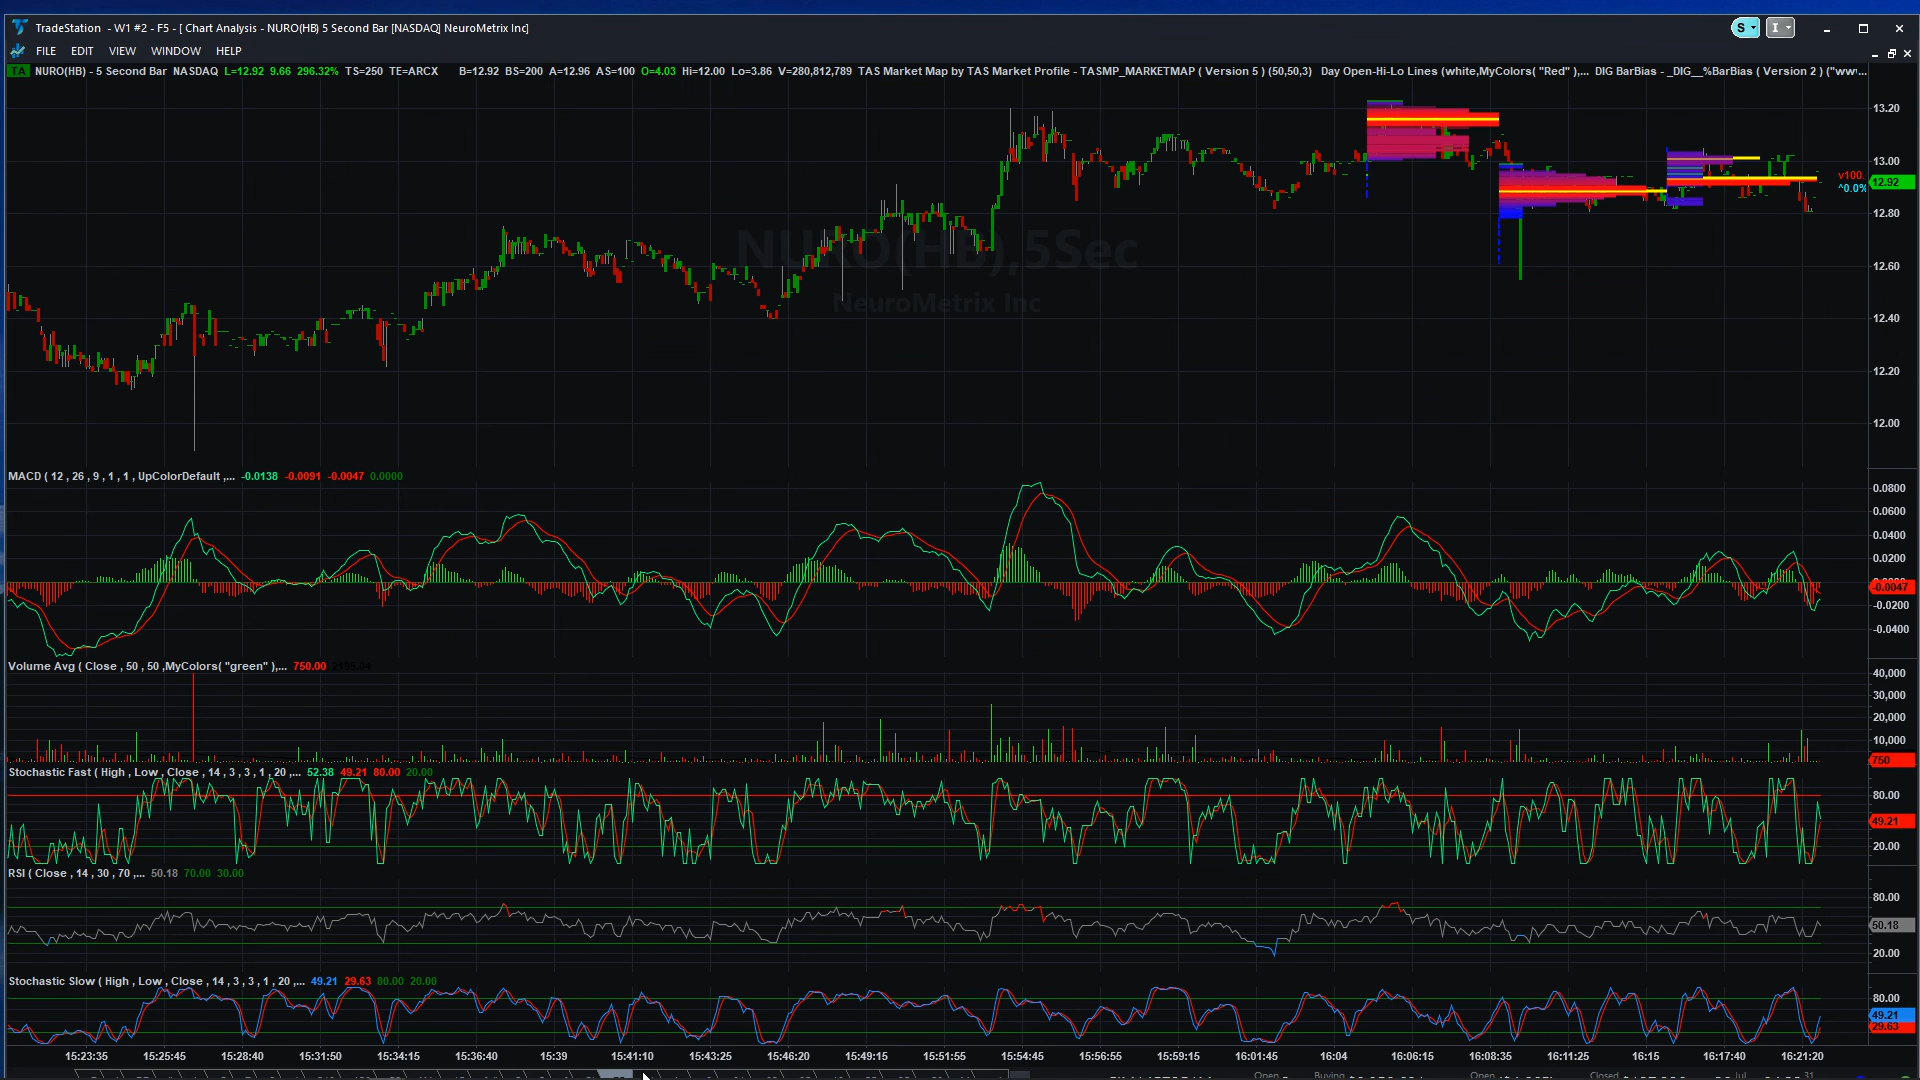 TradeStation - W1 #2 - F5 - [ Chart Analysis - NURO(HB) 5 Second Bar [NASDAQ] NeuroMetrix Inc]
S I
FILE EDIT VIEW WINDOW HELP
TA NURO(HB) - 5 Second Bar NASDAQ L=12.92 9.66 296.32% TS=250 TE=ARCX B=12.92 BS=200 A=12.96 AS=100 O=4.03 Hi=12.00 Lo=3.86 V=280,812,789 TAS Market Map by TAS Market Profile - TASMP_MARKETMAP ( Version 5 ) (50,50,3) Day Open-Hi-Lo Lines (white,MyColors( "Red" ),... DIG BarBias - _DIG__%BarBias ( Version 2 ) ("ww...
13.20
13.00
v100
12.92
^0.0%
12.80
NURO(HB),5Sec
12.60
NeuroMetrix Inc
12.40
12.20
12.00
MACD ( 12 , 26 , 9 , 1 , 1 , UpColorDefault ,... -0.0138 -0.0091 -0.0047 0.0000
0.0800
0.0600
0.0400
0.0200
-0.0047
-0.0200
-0.0400
Volume Avg ( Close , 50 , 50 ,MyColors( "green" ),... 750.00
40,000
30,000
20,000
10,000
750
Stochastic Fast ( High , Low , Close , 14 , 3 , 3 , 1 , 20 ,... 52.38 49.21 80.00 20.00
80.00
49.21
20.00
RSI ( Close , 14 , 30 , 70 ,... 50.18 70.00 30.00
80.00
50.18
20.00
Stochastic Slow ( High , Low , Close , 14 , 3 , 3 , 1 , 20 ,... 49.21 29.63 80.00 20.00
80.00
49.21
29.63
15:23:35 15:25:45 15:28:40 15:31:50 15:34:15 15:36:40 15:39 15:41:10 15:43:25 15:46:20 15:49:15 15:51:55 15:54:45 15:56:55 15:59:15 16:01:45 16:04 16:06:15 16:08:35 16:11:25 16:15 16:17:40 16:21:20